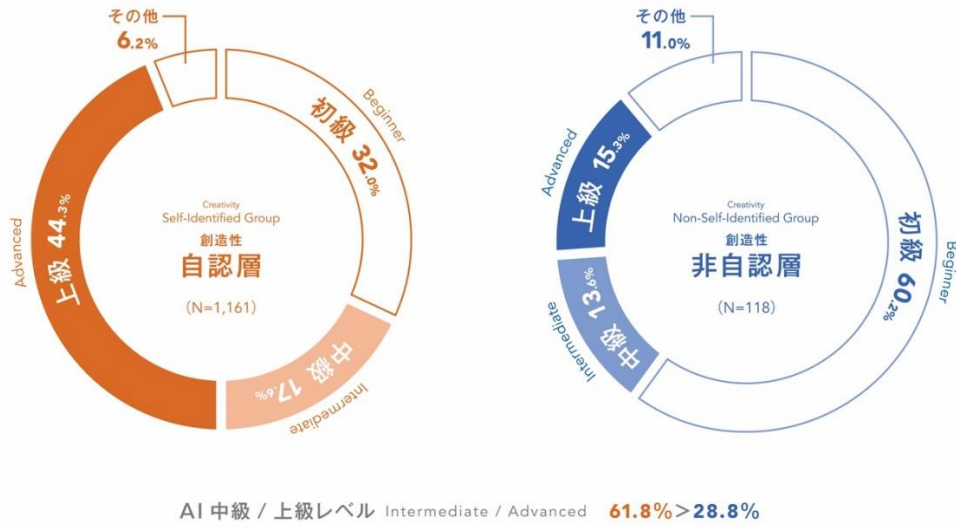 その他
6.2%
Beginner
初級 32.0%
Advanced
上級 44.3%
Creativity
Self-Identified Group
創造性
自認層
(N=1,161)
中級 17.6%
Intermediate
その他
11.0%
Advanced
上級 15.3%
Creativity
Non-Self-Identified Group
創造性
非自認層
(N=118)
初級 60.2%
Beginner
中級 13.6%
Intermediate
AI 中級 / 上級レベル Intermediate / Advanced 61.8%>28.8%